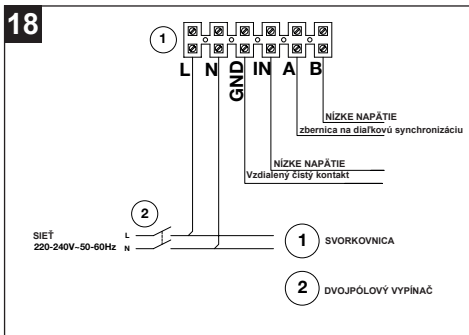 18
1
L N GND IN A B
NÍZKE NAPÄTIE
zbernica na diaľkovú synchronizáciu
NÍZKE NAPÄTIE
Vzdialený čistý kontakt
2
SIEŤ L
220-240V~50-60Hz N
1 SVORKOVNICA
2 DVOJPÓLOVÝ VYPÍNAČ